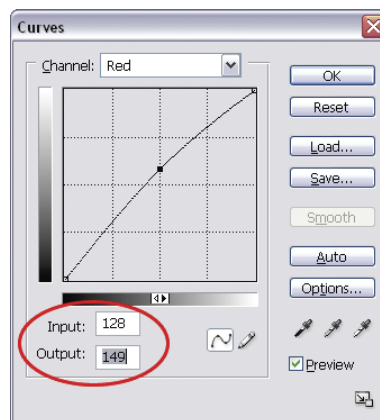 Curves
Channel: Red
OK
Reset
Load...
Save...
Smooth
Auto
Options...
Input: 128
Output: 149
Preview